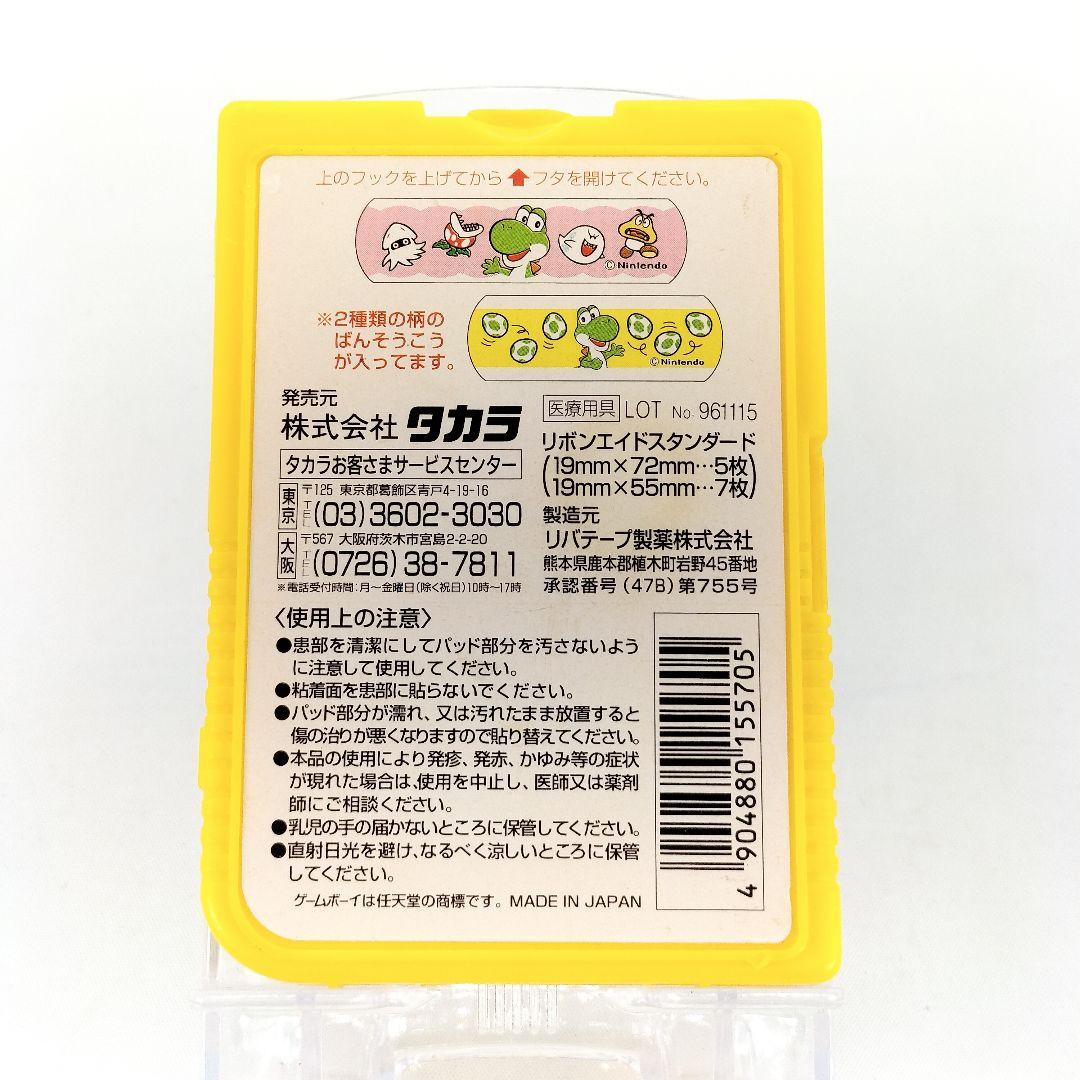 上のフックを上げてから⬆フタを開けてください。
©Nintendo
※2種類の柄の
ばんそうこう
が入ってます。
©Nintendo
発売元
株式会社 タカラ
タカラお客さまサービスセンター
東京
〒125 東京都葛飾区青戸4-19-16
TEL (03)3602-3030
大阪
〒567 大阪府茨木市宮島2-2-20
TEL (0726)38-7811
※電話受付時間:月〜金曜日(除く祝日)10時〜17時
医療用具 LOT No. 961115
リボンエイドスタンダード
(19mm×72mm…5枚)
(19mm×55mm…7枚)
製造元
リバテープ製薬株式会社
熊本県鹿本郡植木町岩野45番地
承認番号(47B)第755号
〈使用上の注意〉
●患部を清潔にしてパッド部分を汚さないよう
に注意して使用してください。
●粘着面を患部に貼らないでください。
●パッド部分が濡れ、又は汚れたまま放置すると
傷の治りが悪くなりますので貼り替えてください。
●本品の使用により発疹、発赤、かゆみ等の症状
が現れた場合は、使用を中止し、医師又は薬剤
師にご相談ください。
●乳児の手の届かないところに保管してください。
●直射日光を避け、なるべく涼しいところに保管
してください。
ゲームボーイは任天堂の商標です。 MADE IN JAPAN
4 904880 155705